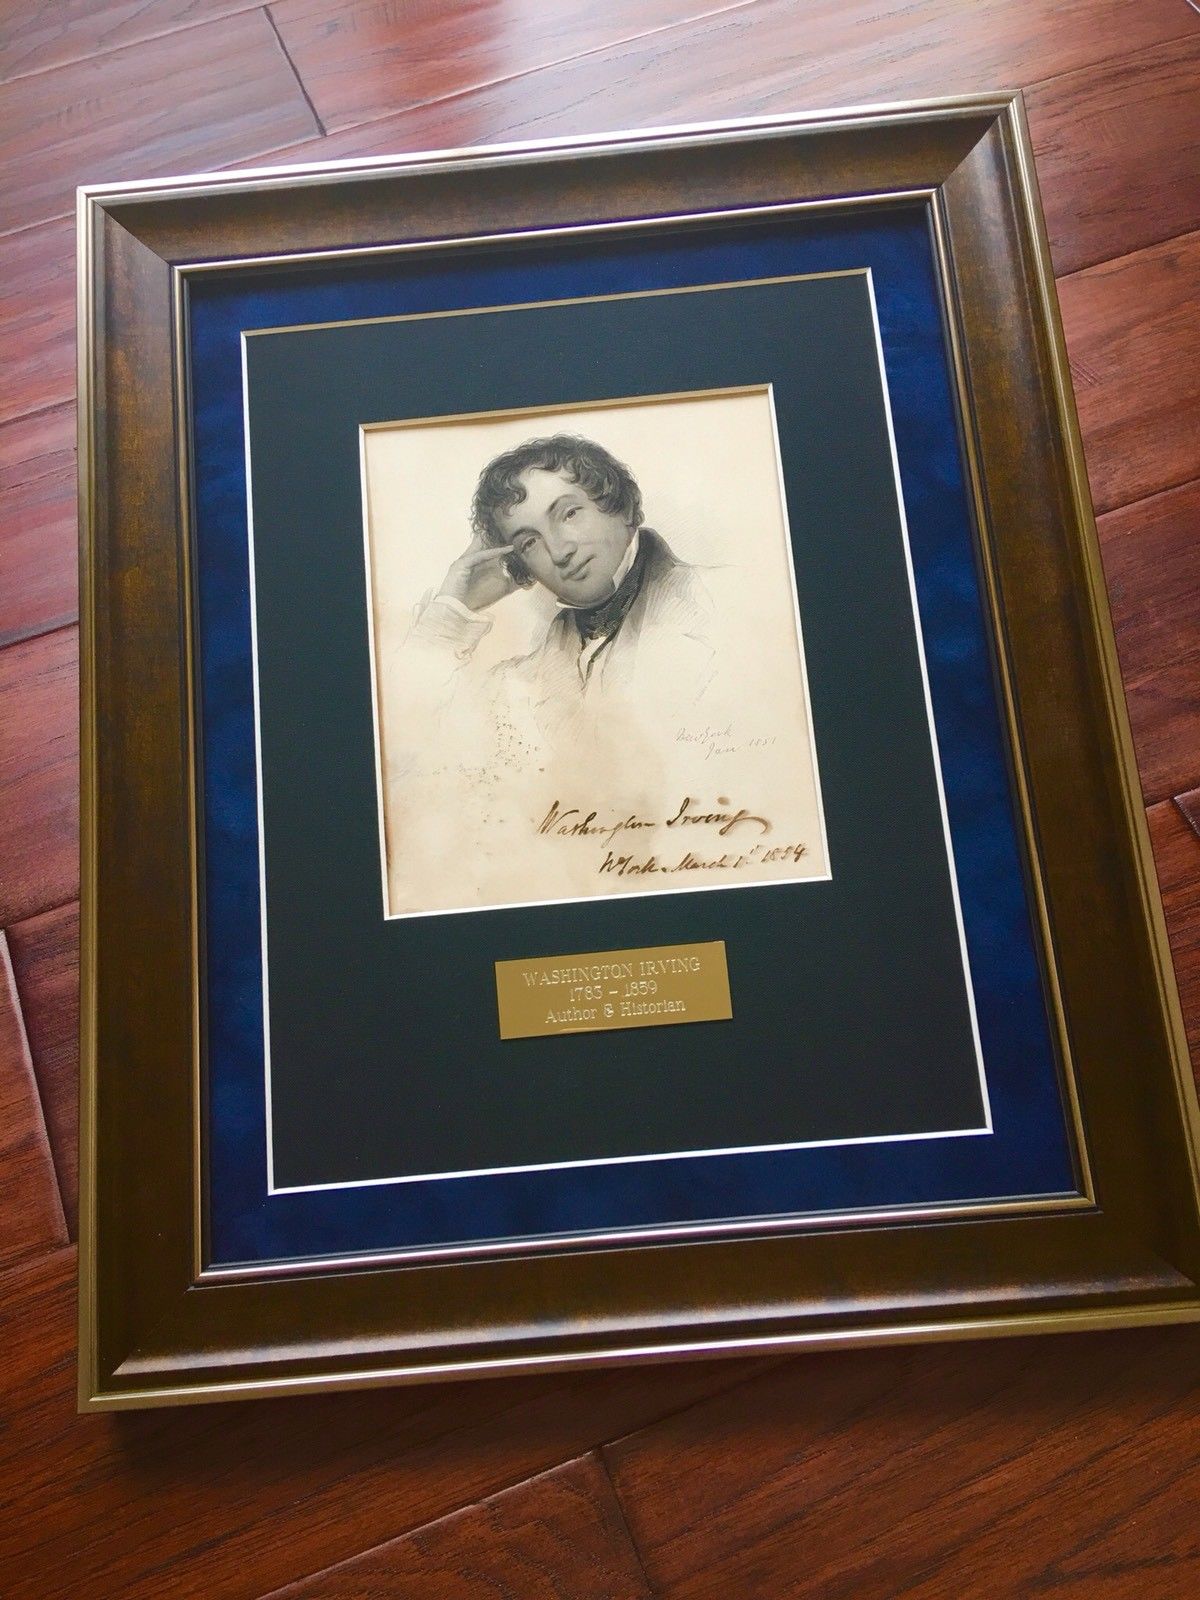 New York
Jan 1851
Washington Irving
N York. March 1st 1854
WASHINGTON IRVING
1783 - 1859
Author & Historian